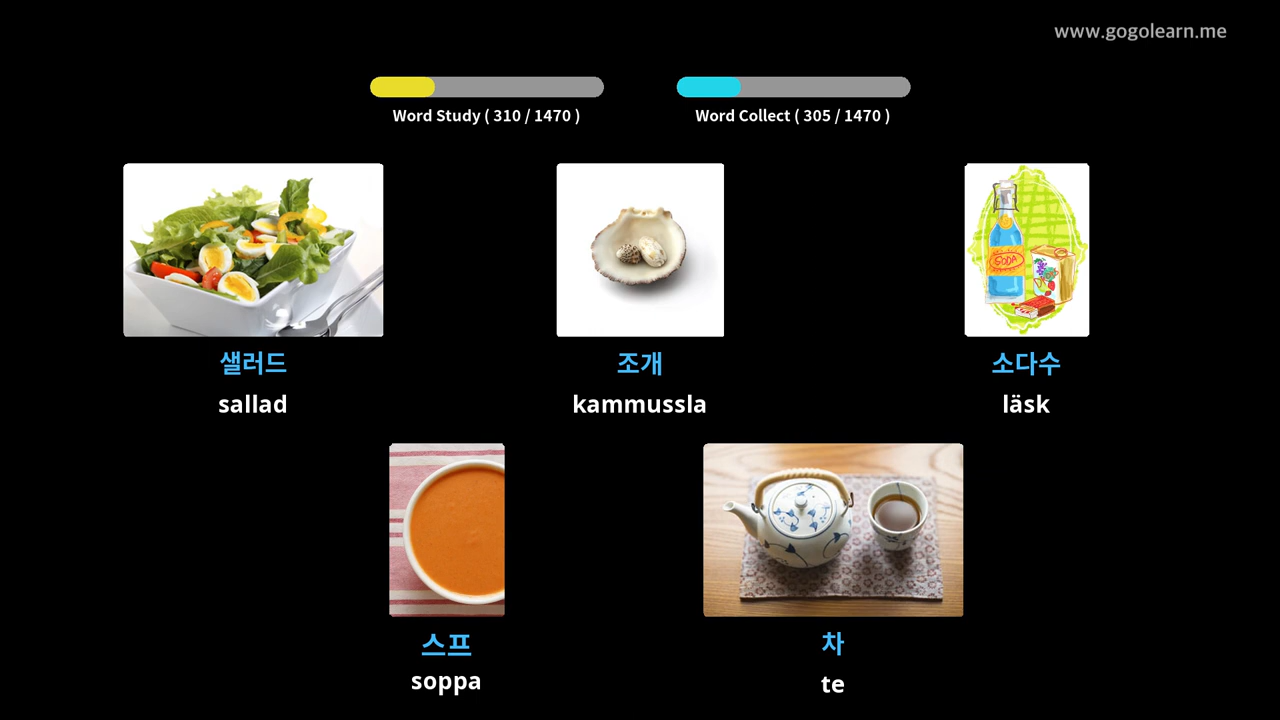 www.gogolearn.me
Word Study ( 310 / 1470 )
Word Collect ( 305 / 1470 )
SODA
샐러드
조개
소다수
sallad
kammussla
läsk
스프
차
soppa
te